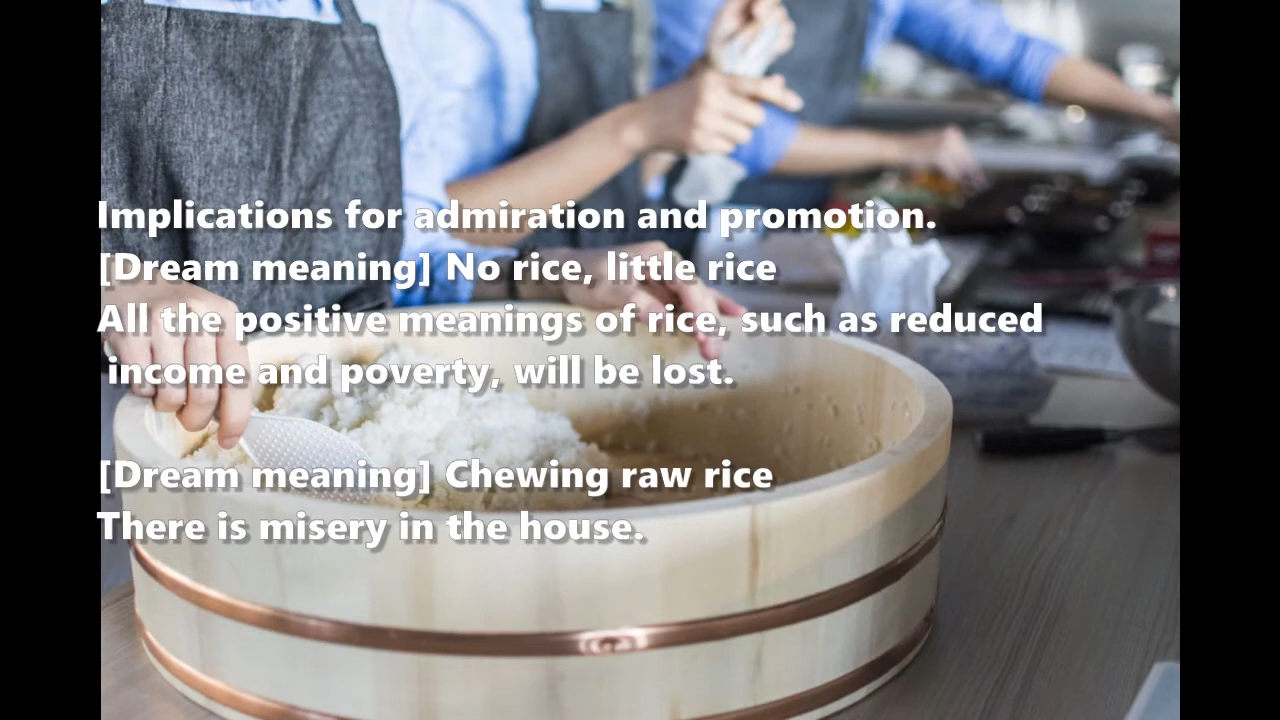 Implications for admiration and promotion.
[Dream meaning] No rice, little rice
All the positive meanings of rice, such as reduced
income and poverty, will be lost.
[Dream meaning] Chewing raw rice
There is misery in the house.